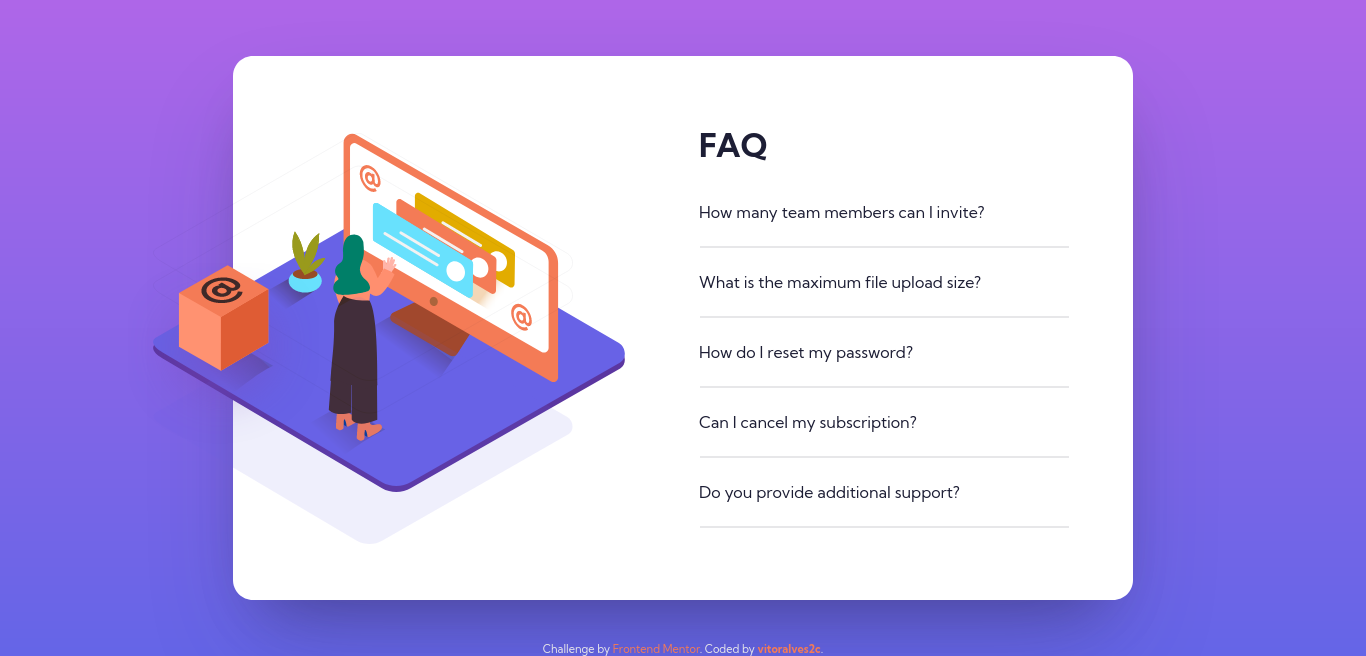 FAQ
How many team members can I invite?
What is the maximum file upload size?
How do I reset my password?
Can I cancel my subscription?
Do you provide additional support?
@
@
@
Challenge by Frontend Mentor. Coded by vitoralves2c.